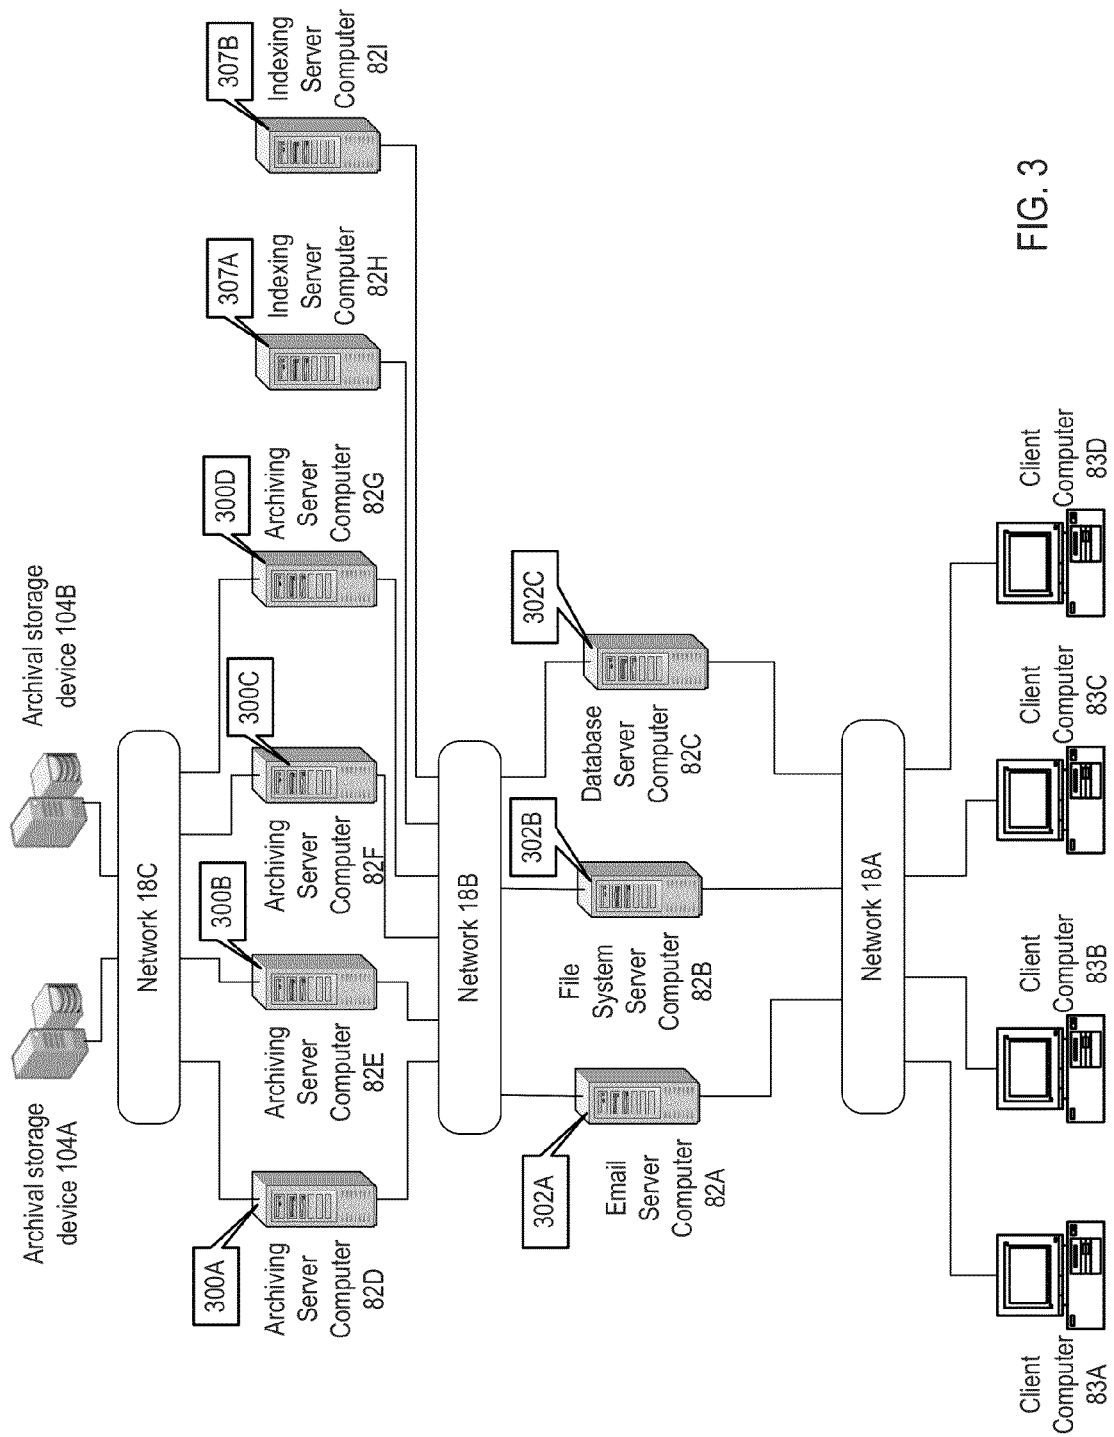 Archival storage
device 104A
Archival storage
device 104B
Network 18C
300A
300B
300C
300D
307A
307B
Archiving
Server
Computer
82D
Archiving
Server
Computer
82E
Archiving
Server
Computer
82F
Archiving
Server
Computer
82G
Indexing
Server
Computer
82H
Indexing
Server
Computer
82I
Network 18B
302A
302B
302C
Email
Server
Computer
82A
File
System
Server
Computer
82B
Database
Server
Computer
82C
Network 18A
Client
Computer
83A
Client
Computer
83B
Client
Computer
83C
Client
Computer
83D
FIG. 3